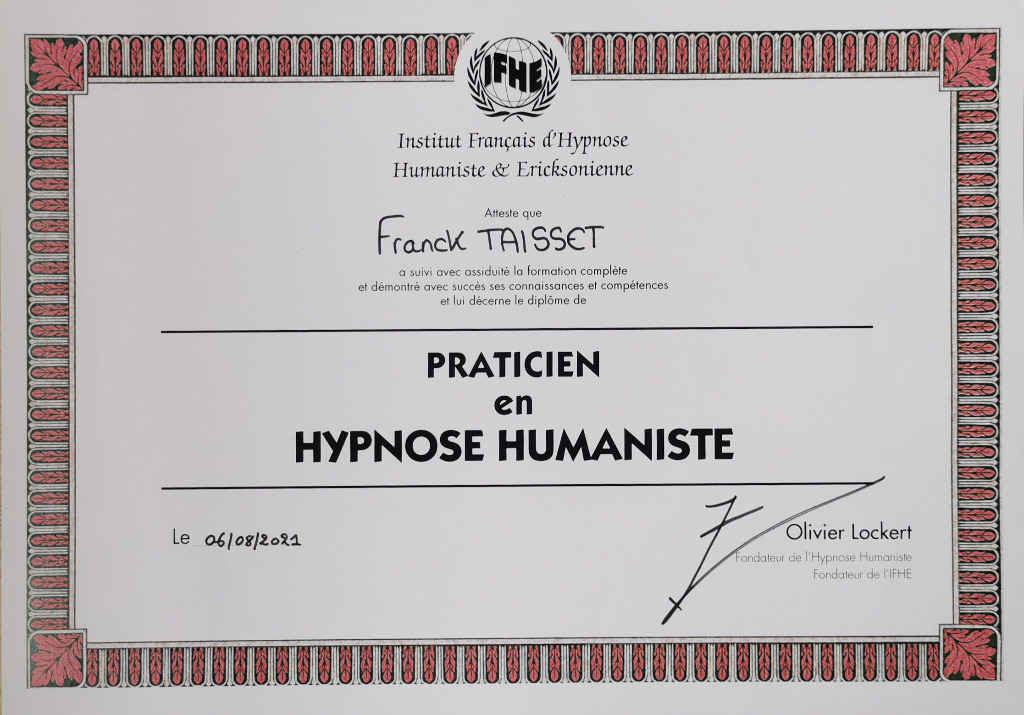 IFHE
Institut Français d'Hypnose
Humaniste & Ericksonienne
Atteste que
Franck TAISSET
a suivi avec assiduité la formation complète
et démontré avec succès ses connaissances et compétences
et lui décerne le diplôme de
PRATICIEN
en
HYPNOSE HUMANISTE
Le 06/08/2021
Olivier Lockert
Fondateur de l'Hypnose Humaniste
Fondateur de l'IFHE